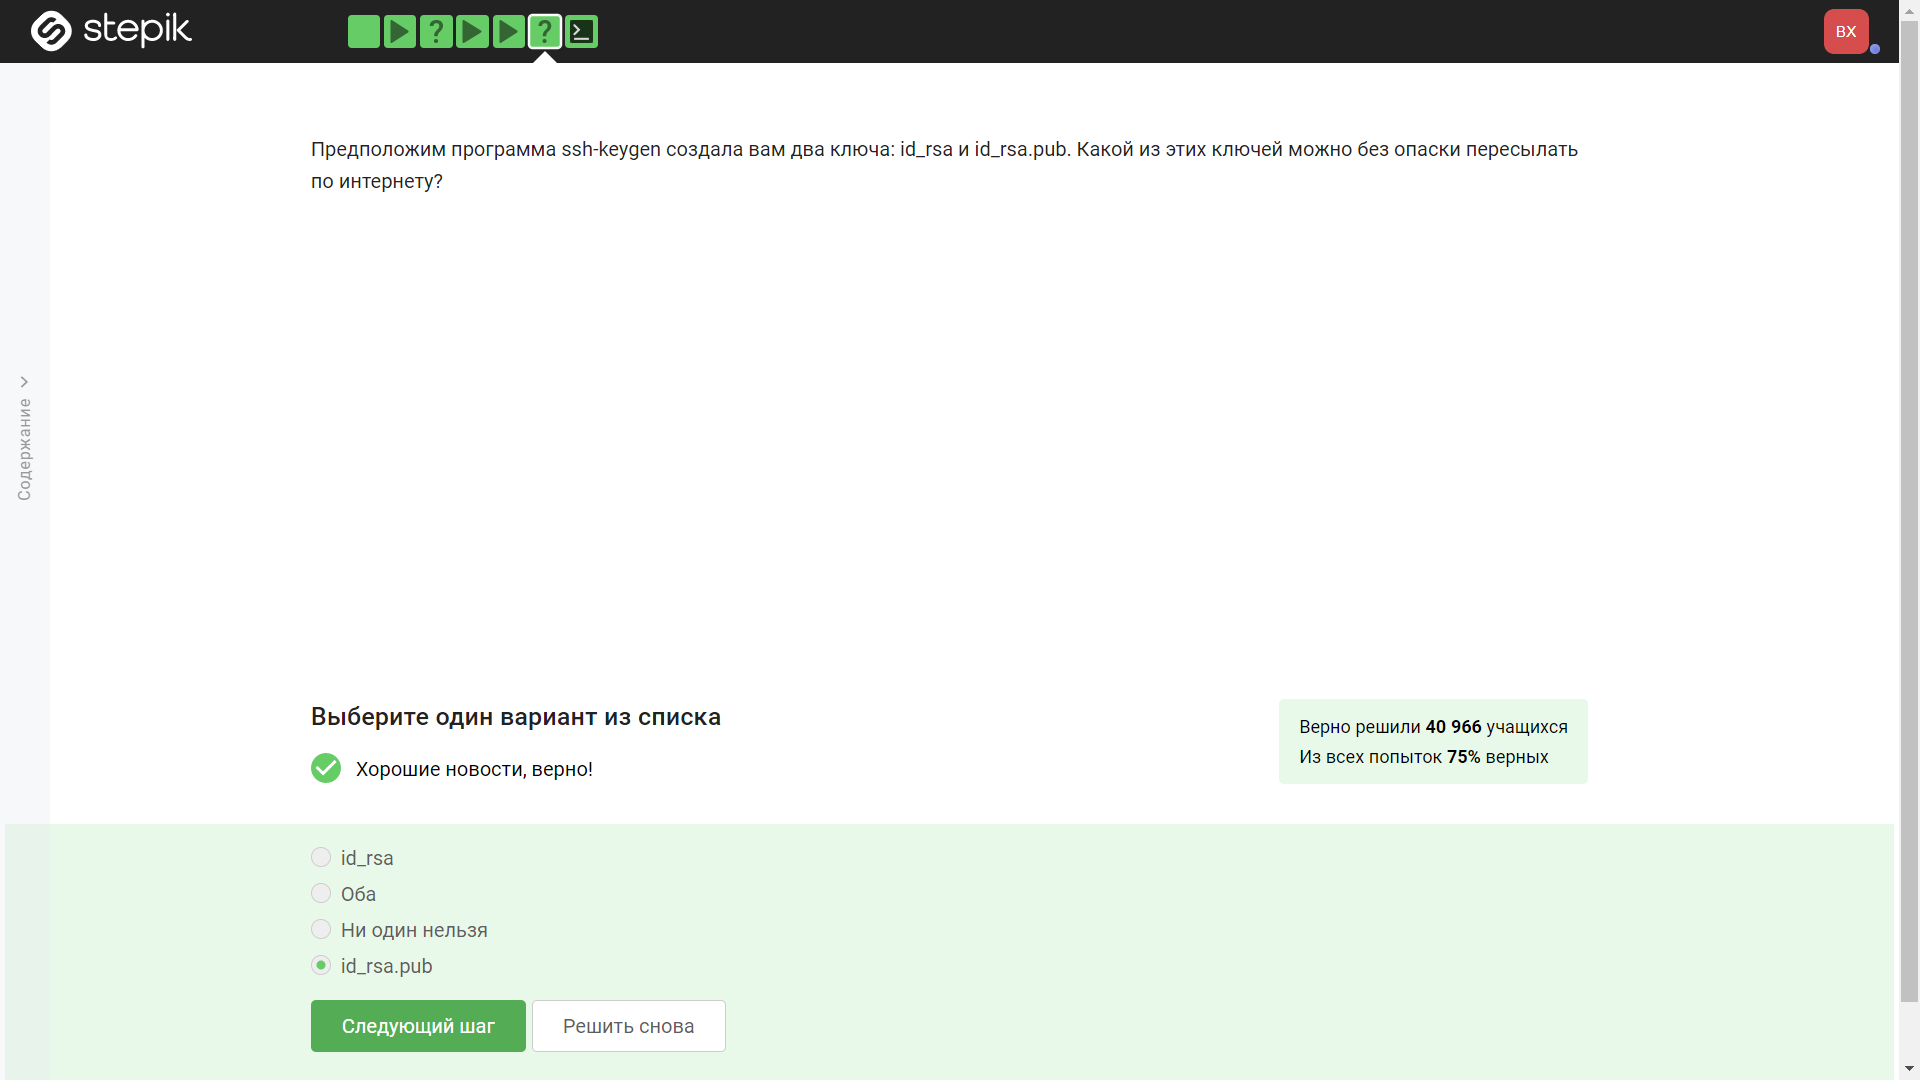 stepik
ВХ
Содержание
Предположим программа ssh-keygen создала вам два ключа: id_rsa и id_rsa.pub. Какой из этих ключей можно без опаски пересылать
по интернету?
Выберите один вариант из списка
Хорошие новости, верно!
Верно решили 40 966 учащихся
Из всех попыток 75% верных
id_rsa
Оба
Ни один нельзя
id_rsa.pub
Следующий шаг
Решить снова